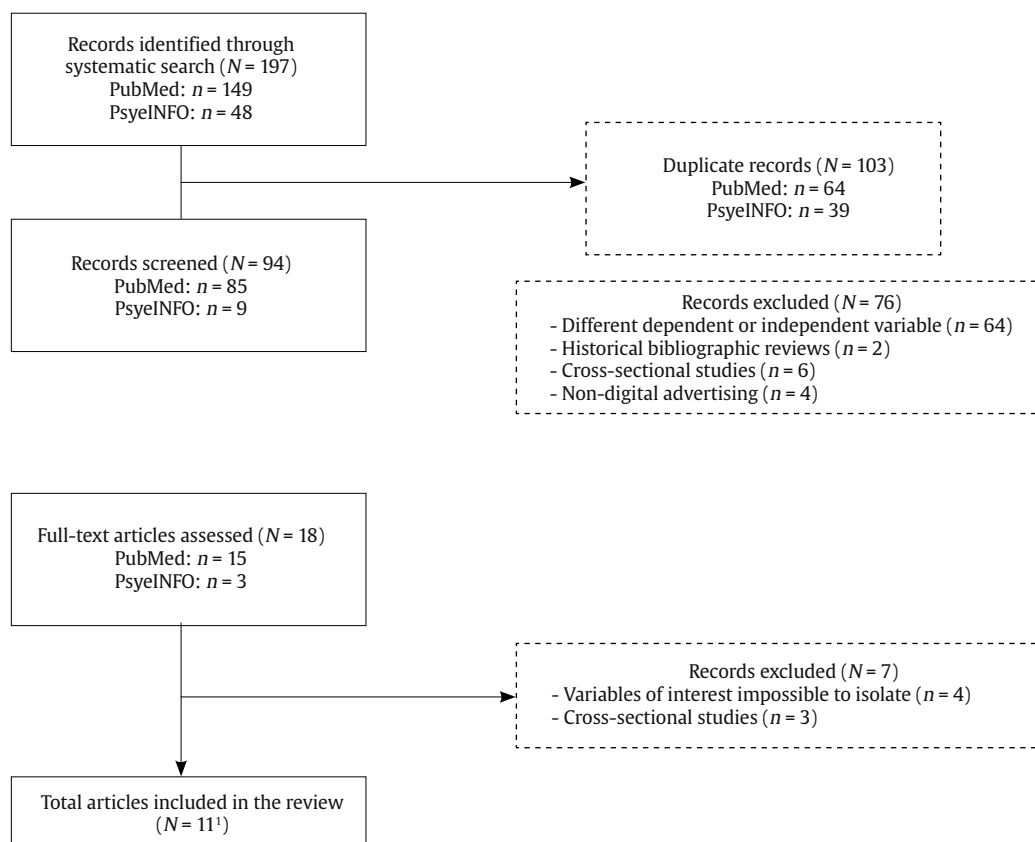 Records identified through
systematic search (N = 197)
PubMed: n = 149
PsyeINFO: n = 48
Duplicate records (N = 103)
PubMed: n = 64
PsyeINFO: n = 39
Records screened (N = 94)
PubMed: n = 85
PsyeINFO: n = 9
Records excluded (N = 76)
- Different dependent or independent variable (n = 64)
- Historical bibliographic reviews (n = 2)
- Cross-sectional studies (n = 6)
- Non-digital advertising (n = 4)
Full-text articles assessed (N = 18)
PubMed: n = 15
PsyeINFO: n = 3
Records excluded (N = 7)
- Variables of interest impossible to isolate (n = 4)
- Cross-sectional studies (n = 3)
Total articles included in the review
(N = 11¹)